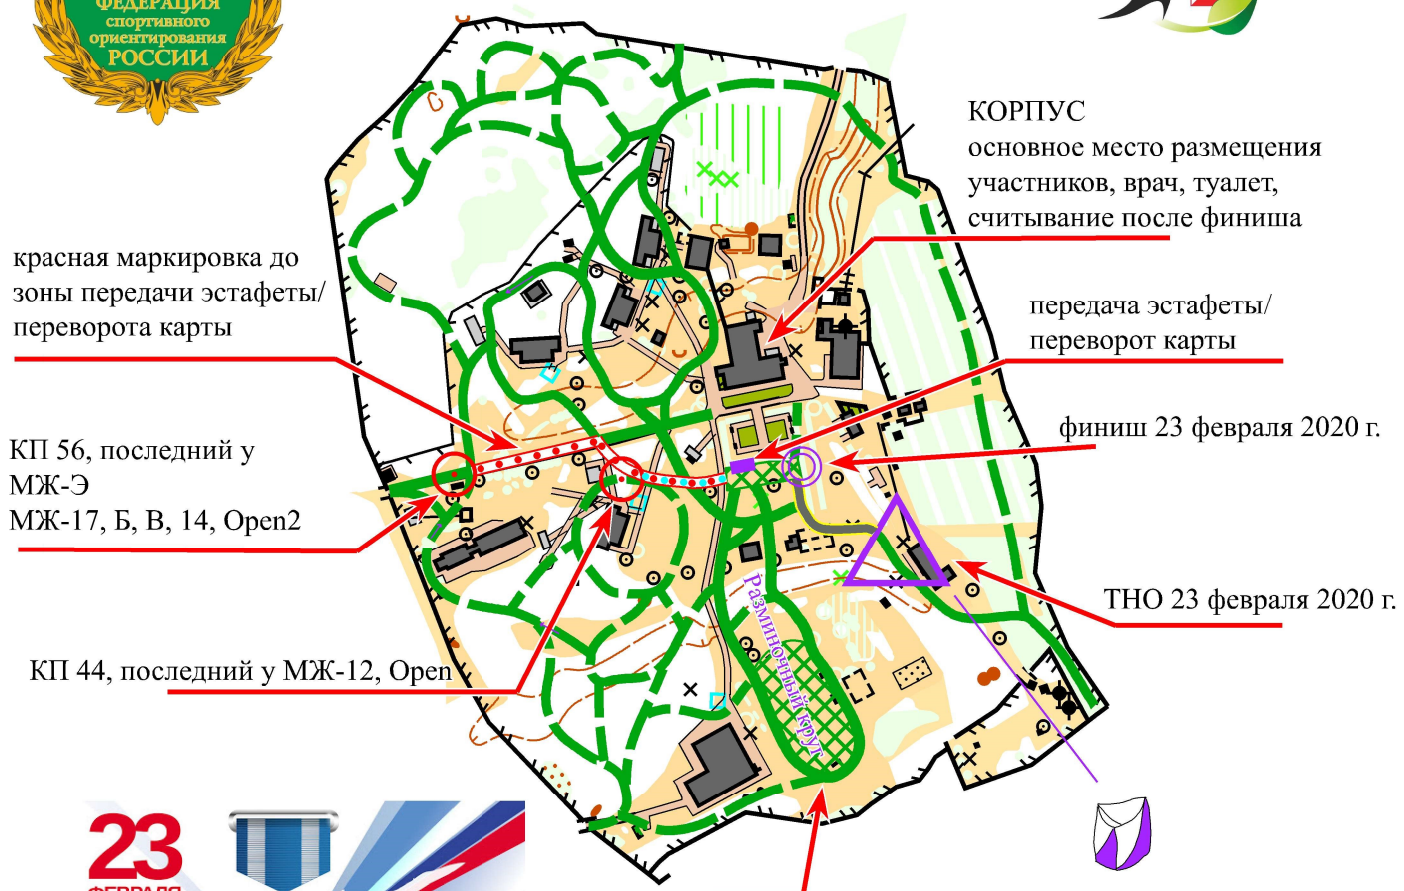 ФЕДЕРАЦИЯ
спортивного
ориентирования
РОССИИ
КОРПУС
основное место размещения
участников, врач, туалет,
считывание после финиша
красная маркировка до
зоны передачи эстафеты/
переворота карты
передача эстафеты/
переворот карты
финиш 23 февраля 2020 г.
КП 56, последний у
МЖ-Э
МЖ-17, Б, В, 14, Open2
ТНО 23 февраля 2020 г.
КП 44, последний у МЖ-12, Open
Разминочный круг
23
ФЕВРАЛЯ